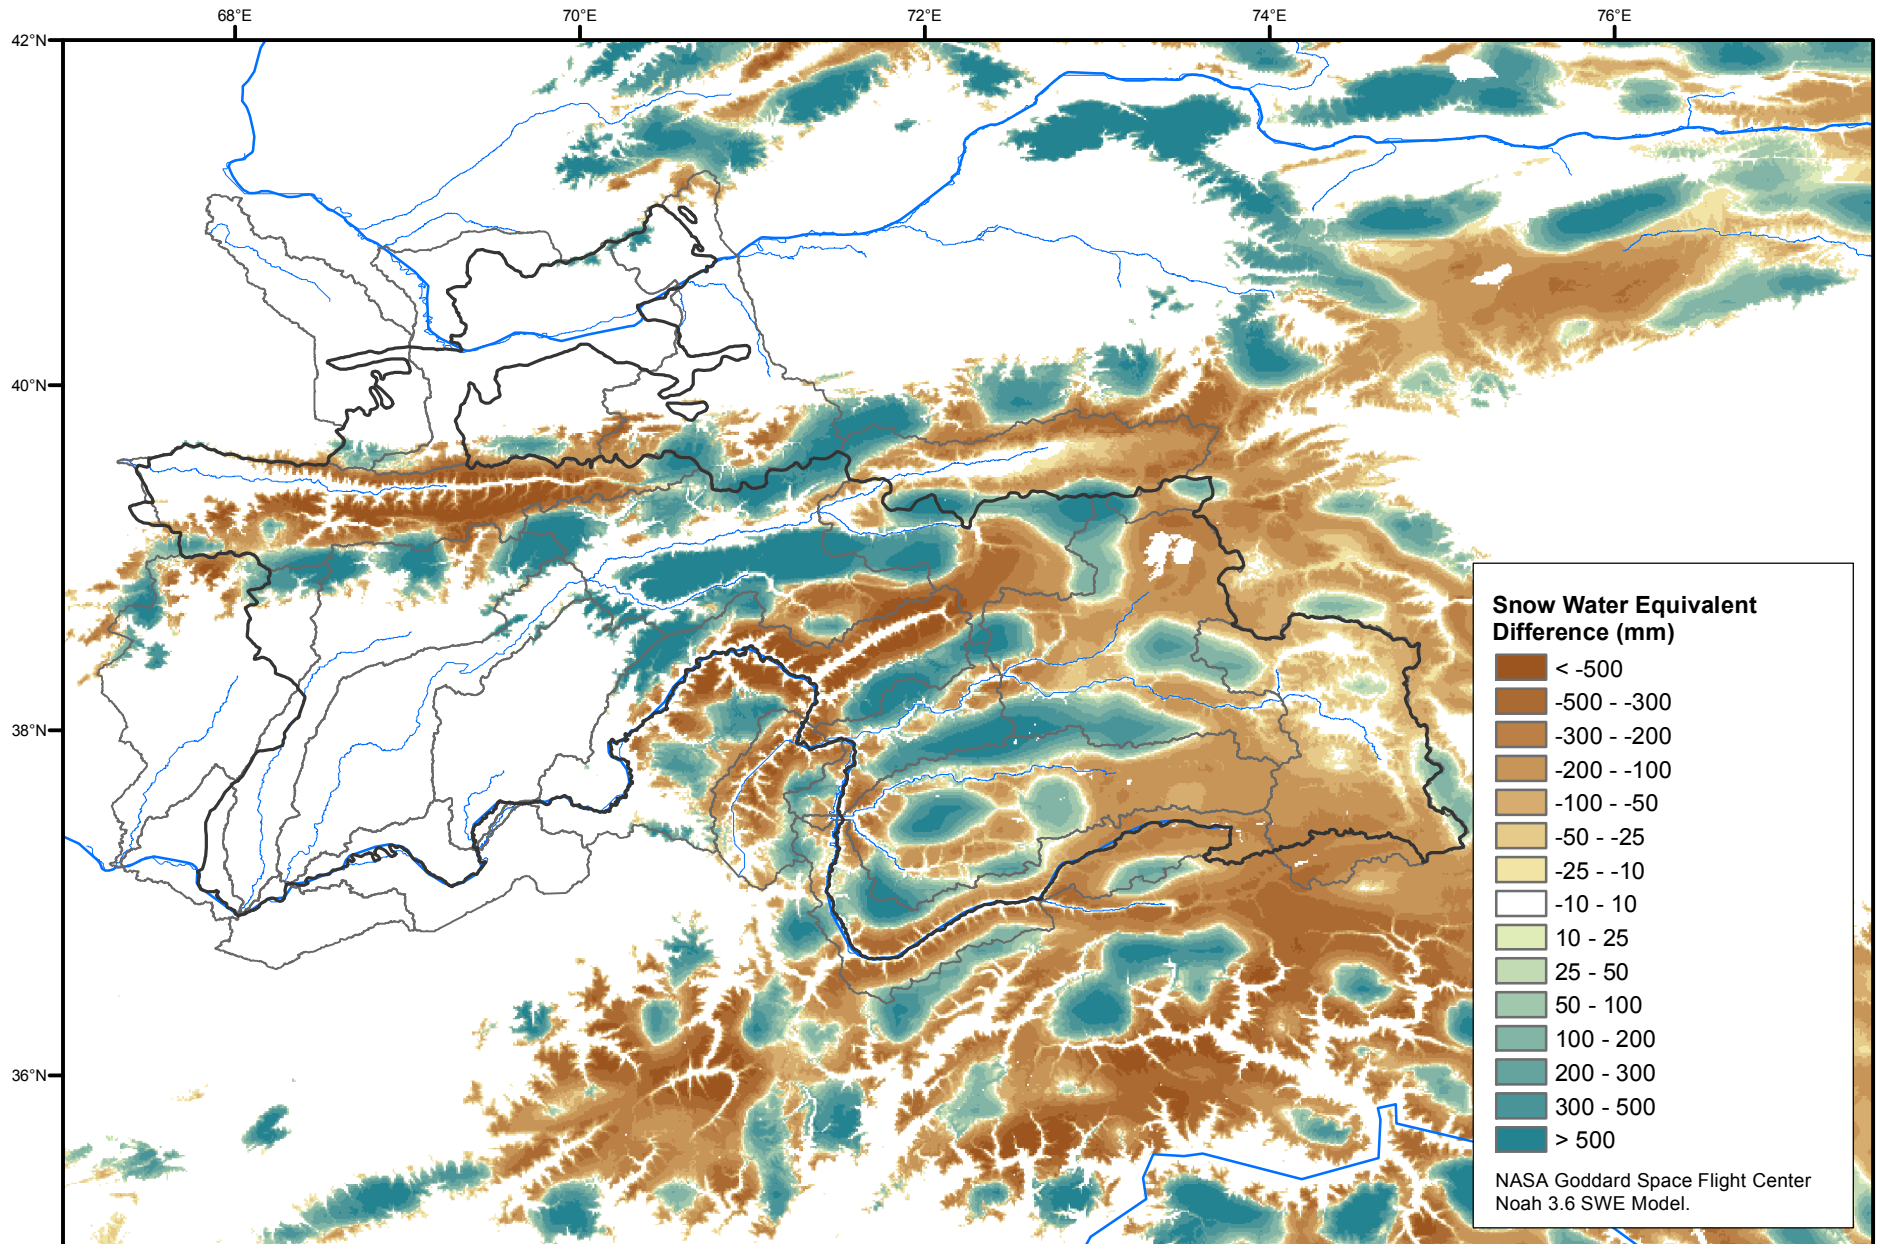 68°E
70°E
72°E
74°E
76°E
42°N
40°N
38°N
36°N
Snow Water Equivalent
Difference (mm)
< -500
-500 - -300
-300 - -200
-200 - -100
-100 - -50
-50 - -25
-25 - -10
-10 - 10
10 - 25
25 - 50
50 - 100
100 - 200
200 - 300
300 - 500
> 500
NASA Goddard Space Flight Center
Noah 3.6 SWE Model.